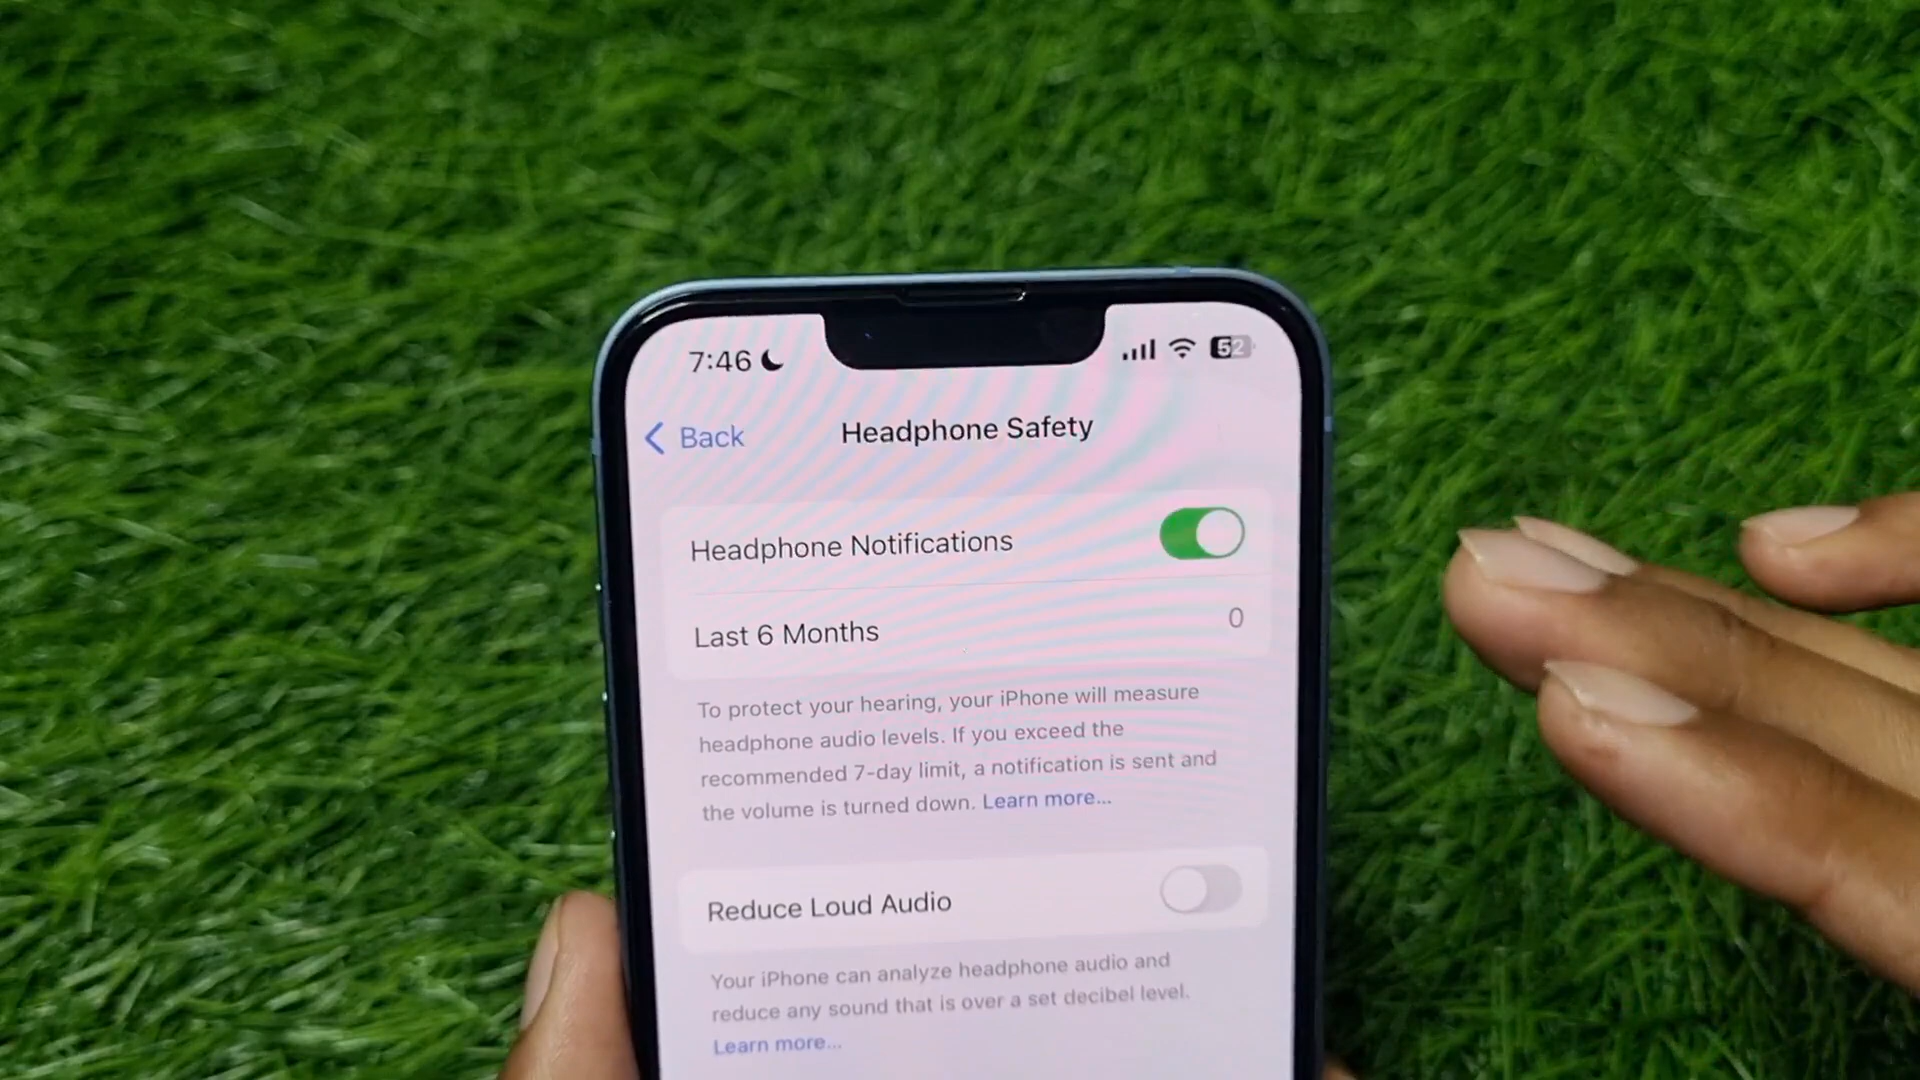 7:46
52
Back
Headphone Safety
Headphone Notifications
Last 6 Months
0
To protect your hearing, your iPhone will measure
headphone audio levels. If you exceed the
recommended 7-day limit, a notification is sent and
the volume is turned down. Learn more...
Reduce Loud Audio
Your iPhone can analyze headphone audio and
reduce any sound that is over a set decibel level.
Learn more...